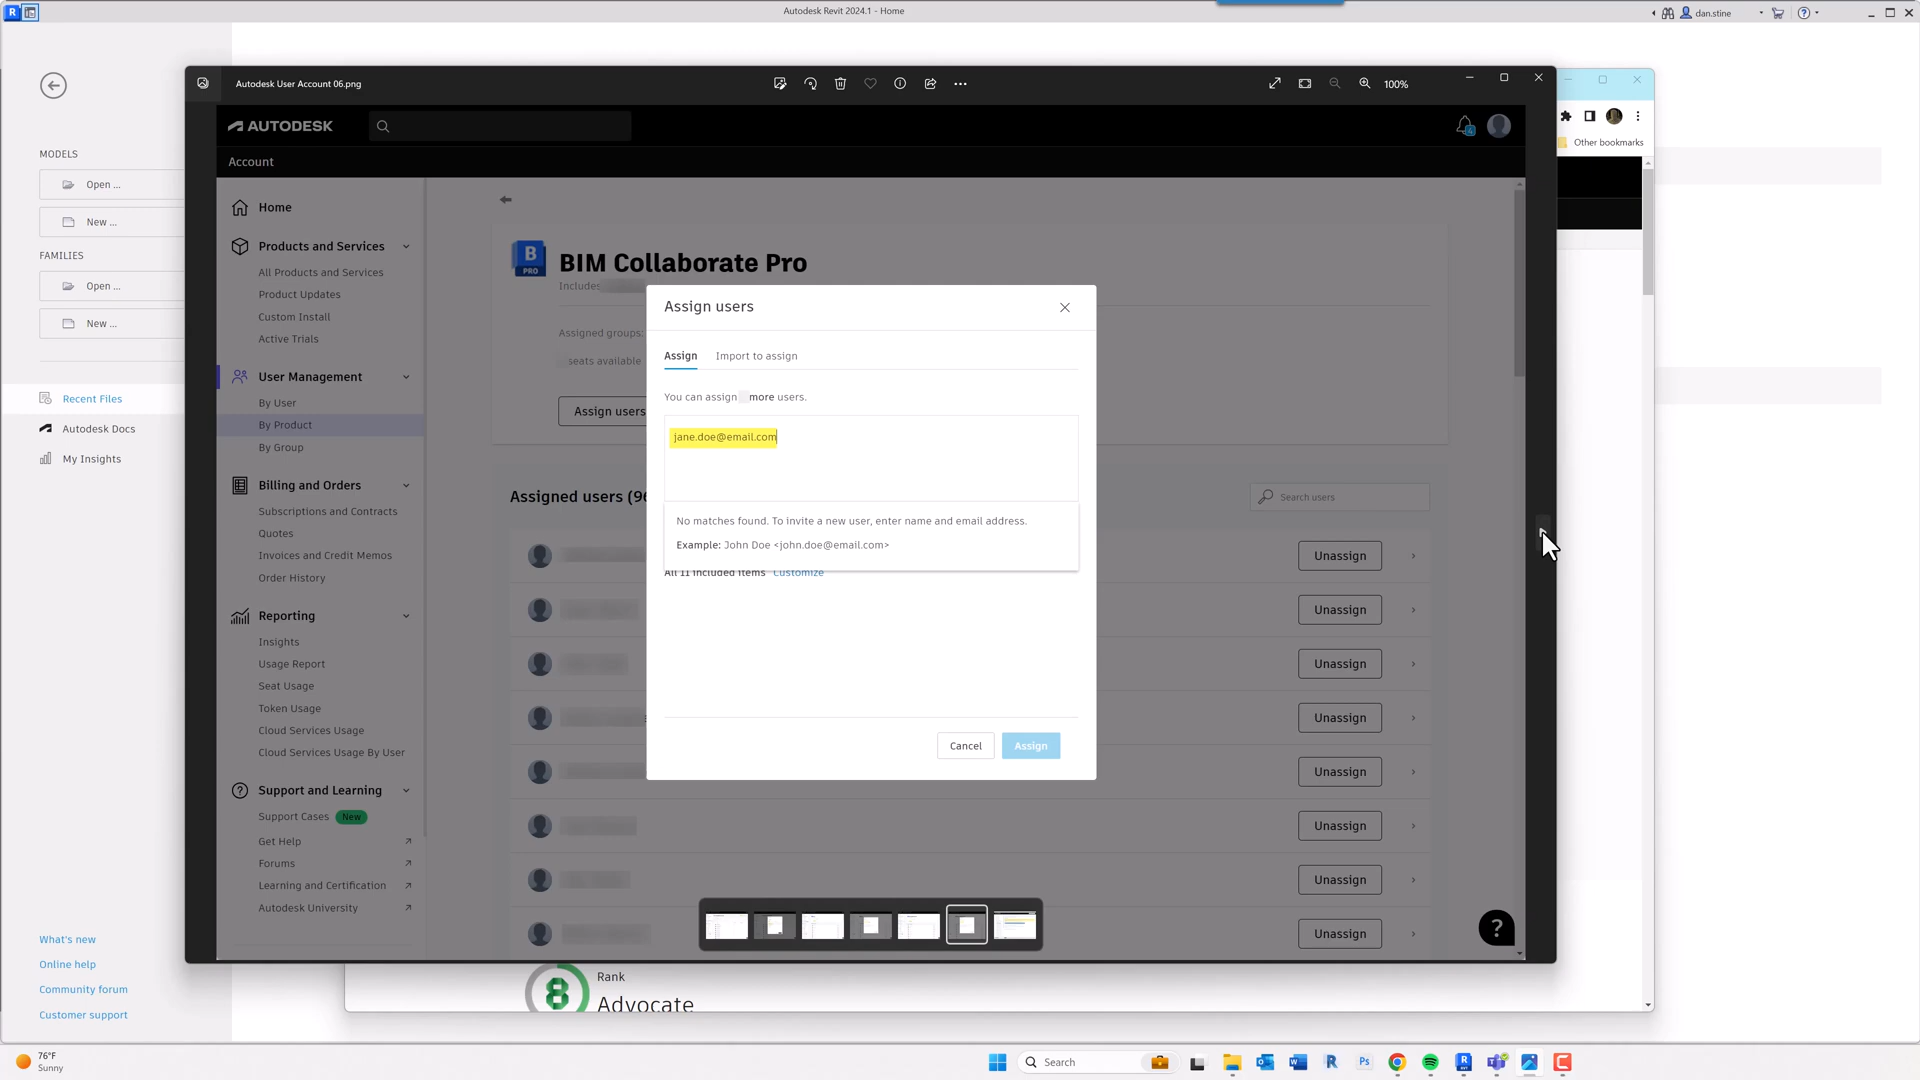 Autodesk Revit 2024.1 - Home
dan.stine
Autodesk User Account 06.png
100%
Other bookmarks
MODELS
Open ...
New ...
FAMILIES
Open ...
New ...
Recent Files
Autodesk Docs
My Insights
What's new
Online help
Community forum
Customer support
AUTODESK
Account
Home
Products and Services
All Products and Services
Product Updates
Custom Install
Active Trials
User Management
By User
By Product
By Group
Billing and Orders
Subscriptions and Contracts
Quotes
Invoices and Credit Memos
Order History
Reporting
Insights
Usage Report
Seat Usage
Token Usage
Cloud Services Usage
Cloud Services Usage By User
Support and Learning
Support Cases New
Get Help
Forums
Learning and Certification
Autodesk University
B PRO
BIM Collaborate Pro
Includes
Assigned groups:
seats available
Assign users
Assigned users (9
Search users
Unassign
Unassign
Unassign
Unassign
Unassign
Unassign
Unassign
Unassign
Assign users
Assign Import to assign
You can assign more users.
jane.doe@email.com
No matches found. To invite a new user, enter name and email address.
Example: John Doe <john.doe@email.com>
All 11 included items Customize
Cancel Assign
?
8
Rank
Advocate
76°F
Sunny
Search